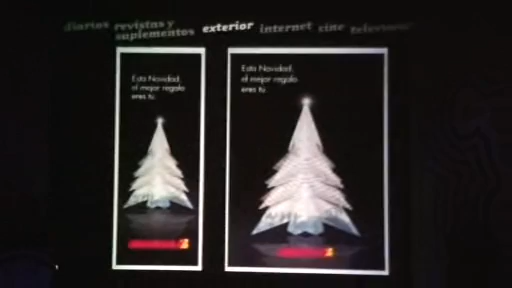 diarios revistas y suplementos exterior internet cine televisión
Esta Navidad,
el mejor regalo
eres tú.
Esta Navidad,
el mejor regalo
eres tú.